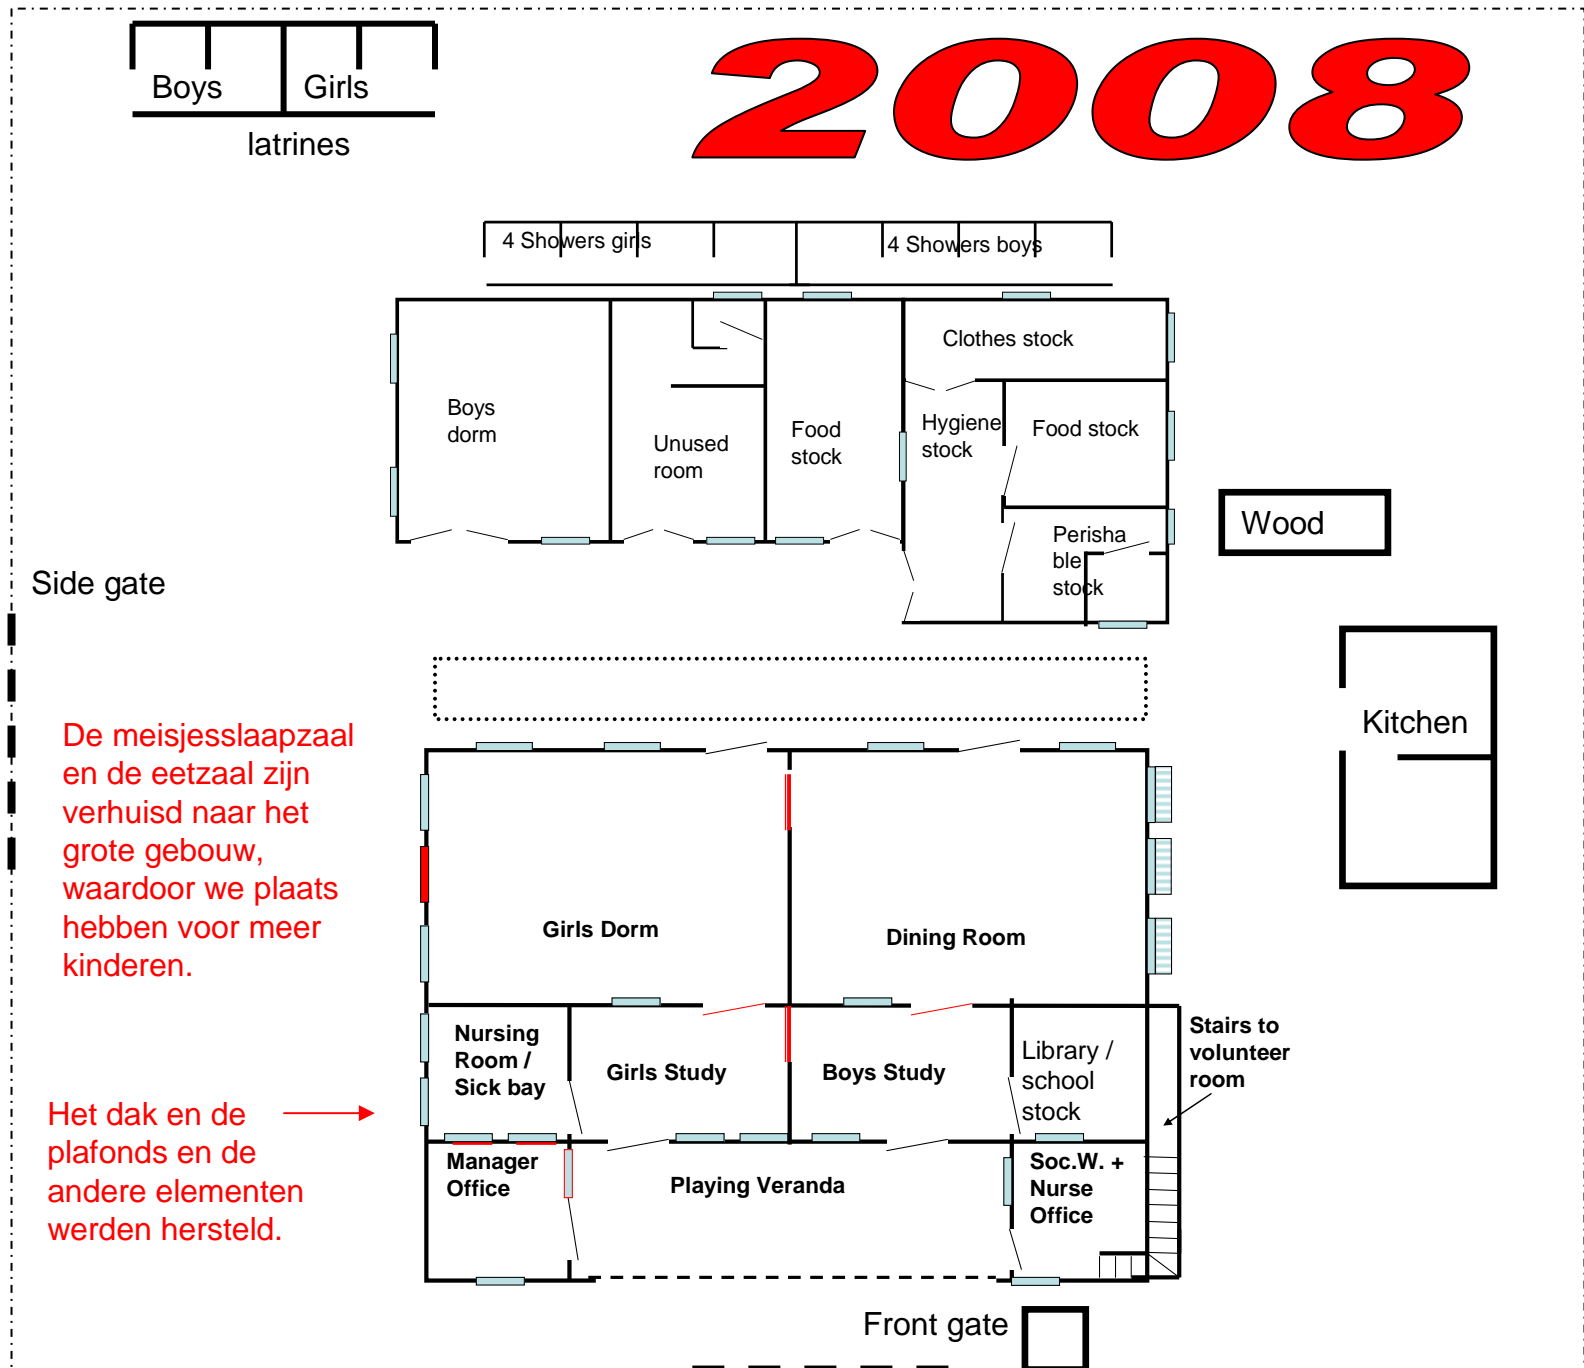 2008
Boys
Girls
latrines
4 Showers girls
4 Showers boys
Boys
dorm
Unused
room
Food
stock
Clothes stock
Hygiene
stock
Food stock
Perisha
ble
stock
Wood
Side gate
Kitchen
De meisjesslaapzaal
en de eetzaal zijn
verhuisd naar het
grote gebouw,
waardoor we plaats
hebben voor meer
kinderen.
Girls Dorm
Dining Room
Nursing
Room /
Sick bay
Girls Study
Boys Study
Library /
school
stock
Stairs to
volunteer
room
Het dak en de
plafonds en de
andere elementen
werden hersteld.
Manager
Office
Playing Veranda
Soc.W. +
Nurse
Office
Front gate